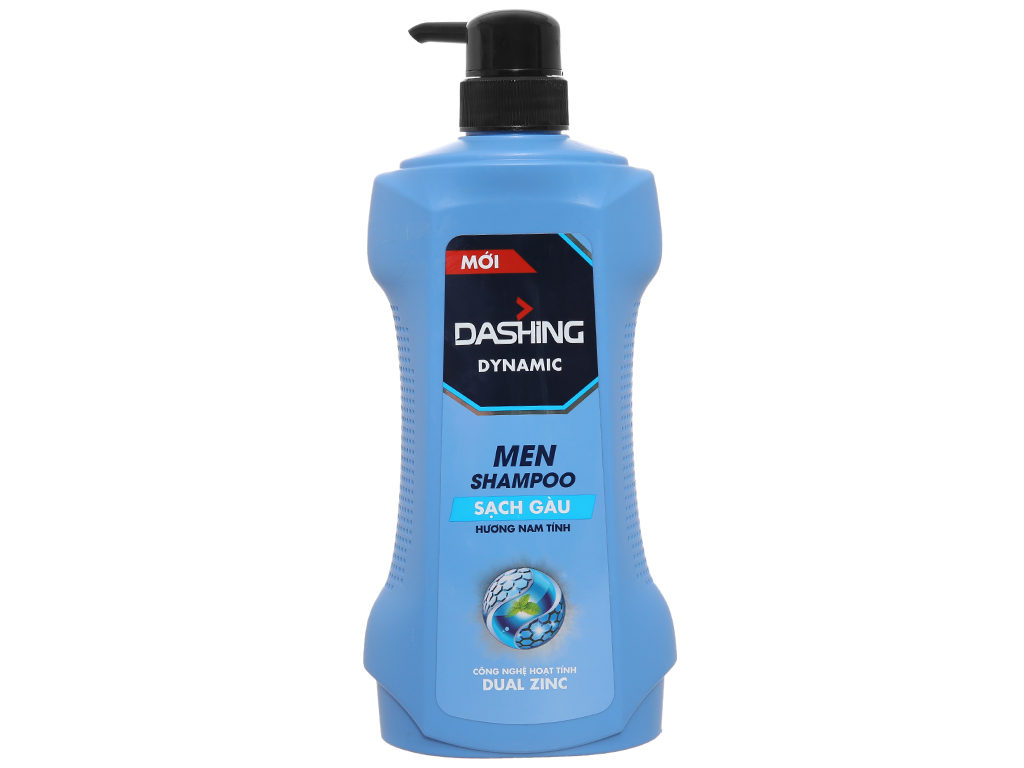 MỚI
DASHING
DYNAMIC
MEN
SHAMPOO
SẠCH GÀU
HƯƠNG NAM TÍNH
CÔNG NGHỆ HOẠT TÍNH
DUAL ZINC